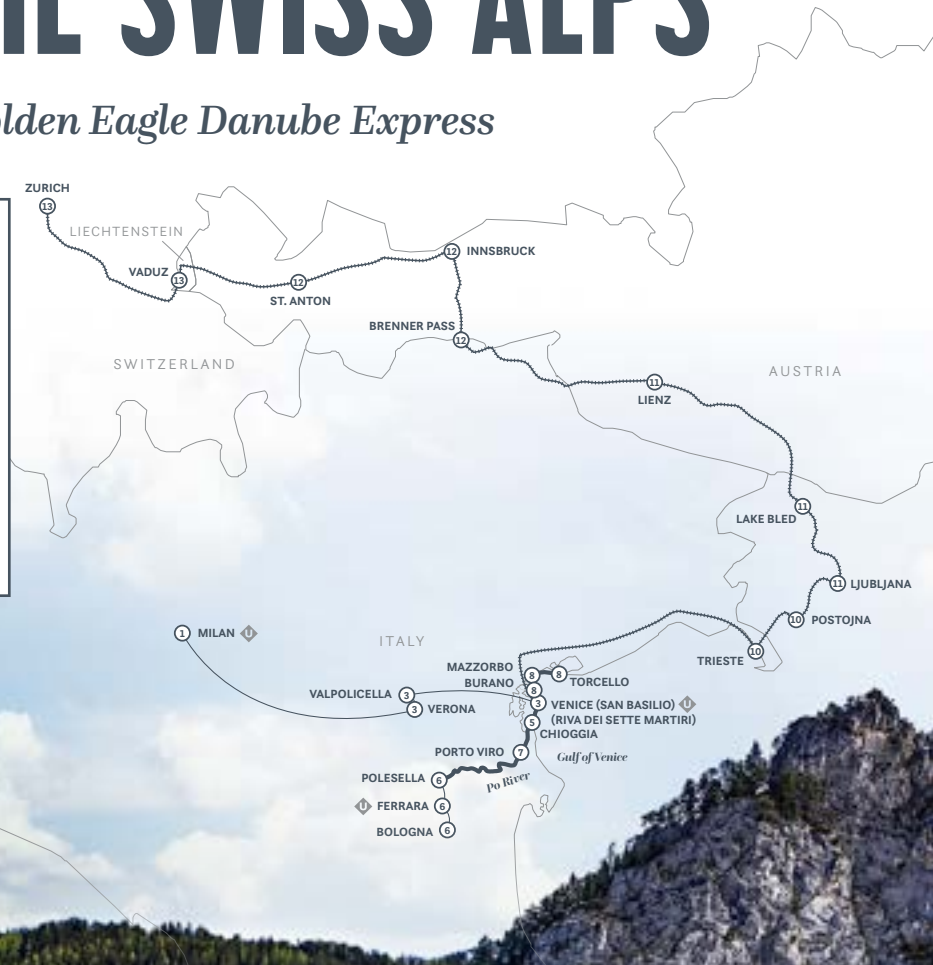 SWISS ALPS
Eagle Danube Express
ZURICH
13
LIECHTENSTEIN
VADUZ
13
12
ST. ANTON
12 INNSBRUCK
BRENNER PASS
12
SWITZERLAND
AUSTRIA
11
LIENZ
11
LAKE BLED
11 LJUBLJANA
10 POSTOJNA
10
TRIESTE
1 MILAN U
ITALY
MAZZORBO 8
8 TORCELLO
BURANO 8
VALPOLICELLA 3
3 VERONA
3 VENICE (SAN BASILIO) U
(RIVA DEI SETTE MARTIRI)
5
CHIOGGIA
PORTO VIRO 7
Gulf of Venice
POLESELLA 6
Po River
U FERRARA 6
BOLOGNA 6